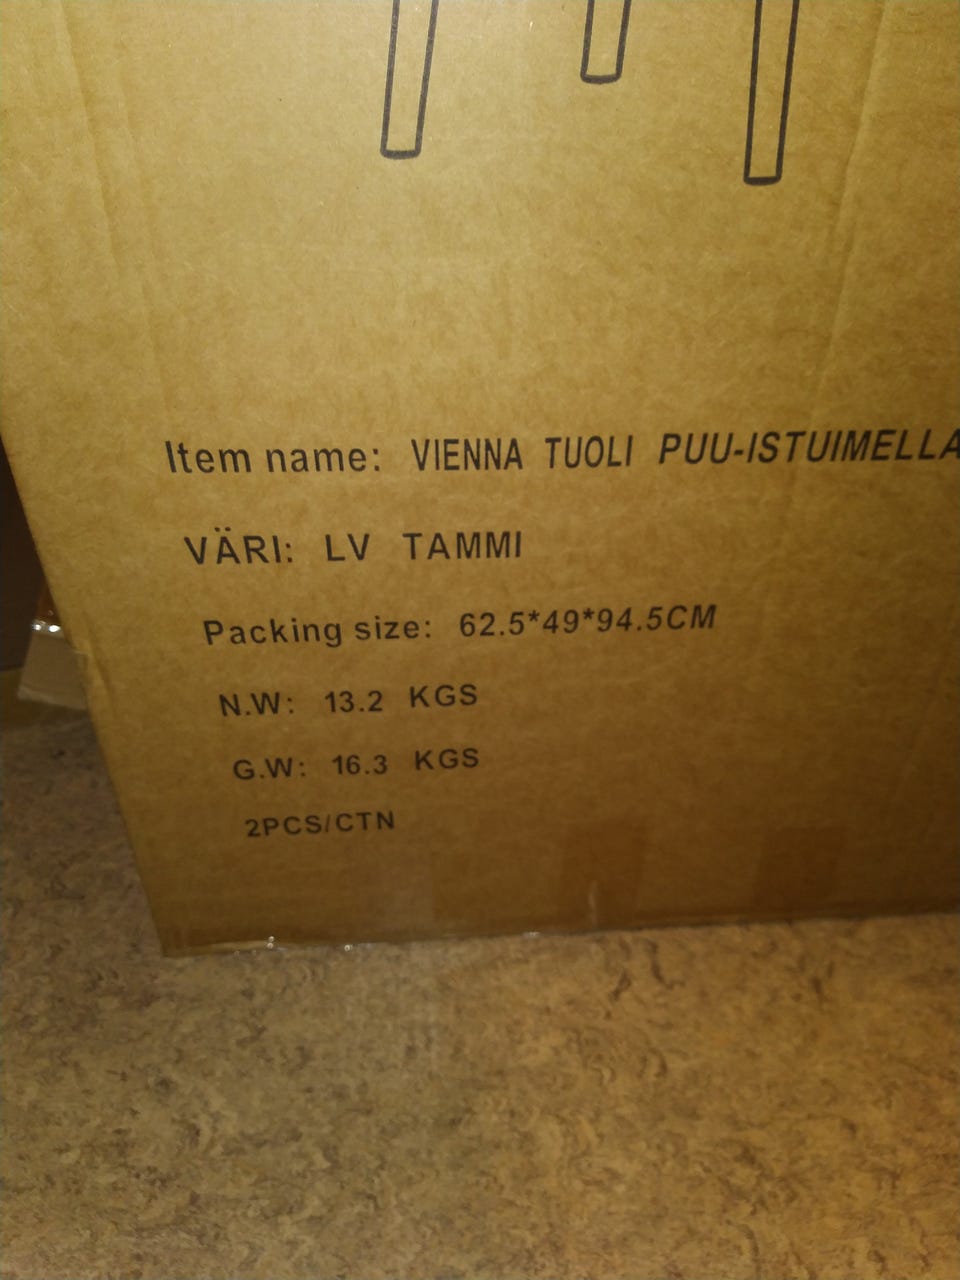 Item name: VIENNA TUOLI PUU-ISTUIMELLA
VÄRI: LV TAMMI
Packing size: 62.5*49*94.5CM
N.W: 13.2 KGS
G.W: 16.3 KGS
2PCS/CTN